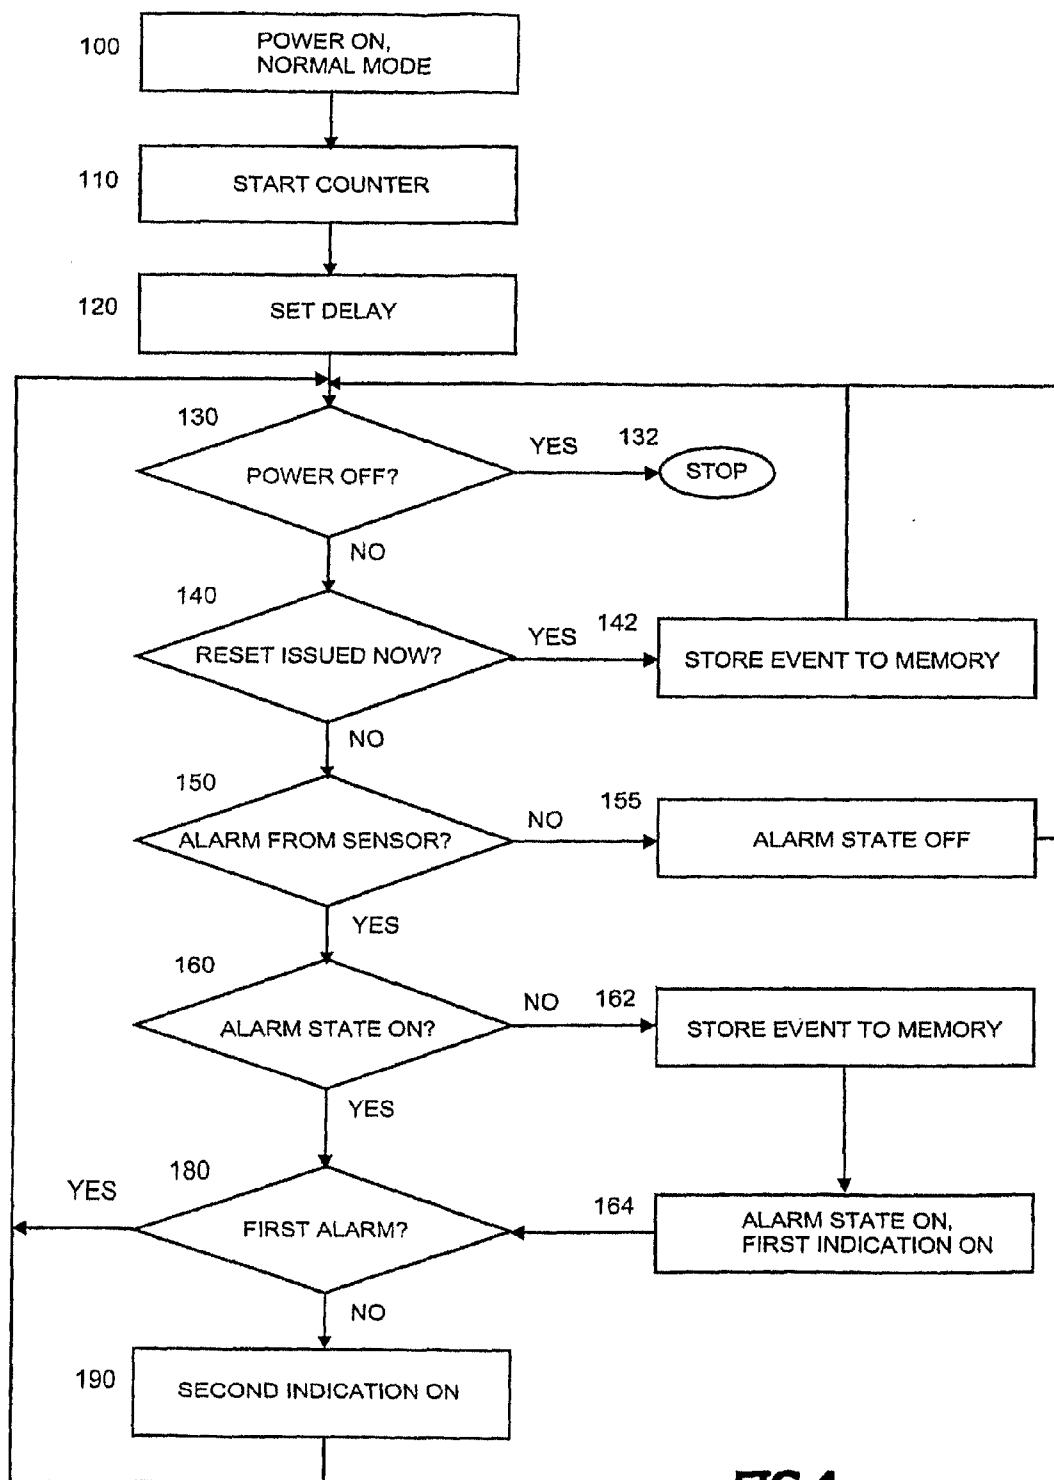 100
POWER ON,
NORMAL MODE
110
START COUNTER
120
SET DELAY
130
POWER OFF?
YES
132
STOP
NO
140
RESET ISSUED NOW?
YES
142
STORE EVENT TO MEMORY
NO
150
ALARM FROM SENSOR?
NO
155
ALARM STATE OFF
YES
160
ALARM STATE ON?
NO
162
STORE EVENT TO MEMORY
YES
180
YES
FIRST ALARM?
164
ALARM STATE ON,
FIRST INDICATION ON
NO
190
SECOND INDICATION ON